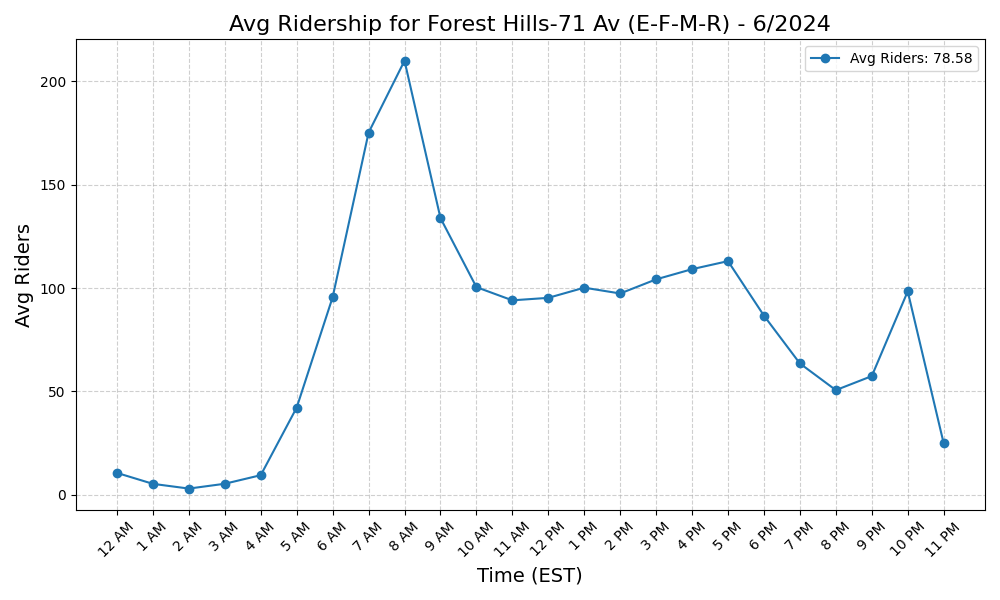 Avg Ridership for Forest Hills-71 Av (E-F-M-R) - 6/2024
Avg Riders: 78.58
Avg Riders
200
150
100
50
0
12 AM
1 AM
2 AM
3 AM
4 AM
5 AM
6 AM
7 AM
8 AM
9 AM
10 AM
11 AM
12 PM
1 PM
2 PM
3 PM
4 PM
5 PM
6 PM
7 PM
8 PM
9 PM
10 PM
11 PM
Time (EST)